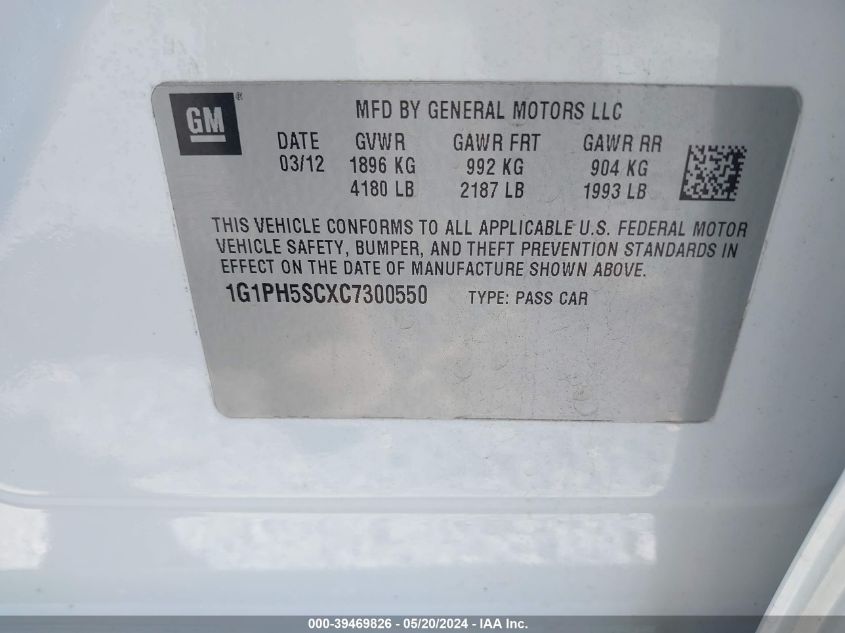 GM®
MFD BY GENERAL MOTORS LLC
DATE GVWR GAWR FRT GAWR RR
03/12 1896 KG 992 KG 904 KG
4180 LB 2187 LB 1993 LB
THIS VEHICLE CONFORMS TO ALL APPLICABLE U.S. FEDERAL MOTOR
VEHICLE SAFETY, BUMPER, AND THEFT PREVENTION STANDARDS IN
EFFECT ON THE DATE OF MANUFACTURE SHOWN ABOVE.
1G1PH5SCXC7300550 TYPE: PASS CAR
000-39469826 - 05/20/2024 - IAA Inc.